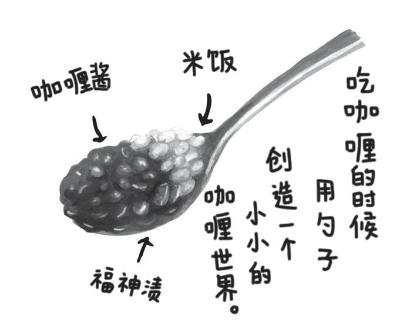 吃咖喱的时候
用勺子
创造一个
小小的
咖喱世界。
米饭
咖喱酱
福神渍